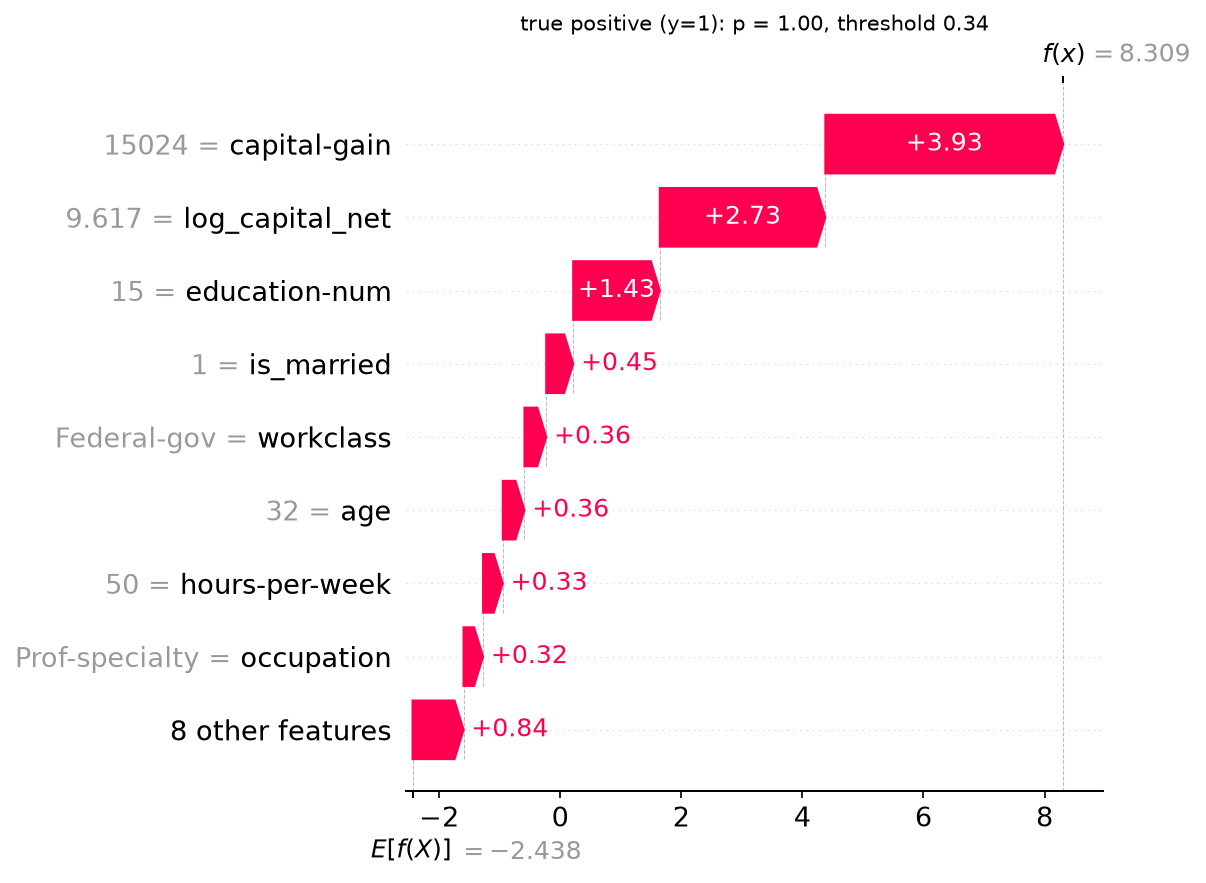 true positive (y=1): p = 1.00, threshold 0.34
f(x) = 8.309
15024 = capital-gain +3.93
9.617 = log_capital_net +2.73
15 = education-num +1.43
1 = is_married +0.45
Federal-gov = workclass +0.36
32 = age +0.36
50 = hours-per-week +0.33
Prof-specialty = occupation +0.32
8 other features +0.84
−2 0 2 4 6 8
E[f(X)] = −2.438